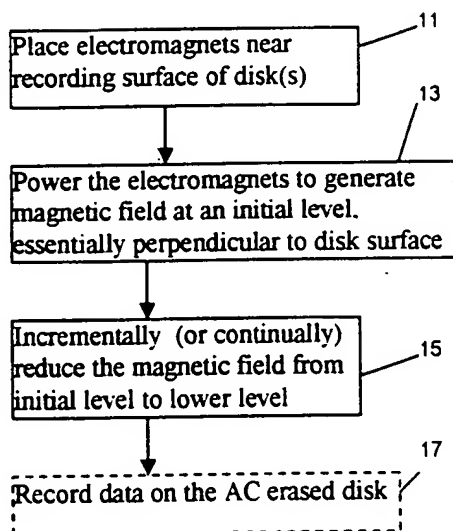 11
Place electromagnets near
recording surface of disk(s)
13
Power the electromagnets to generate
magnetic field at an initial level.
essentially perpendicular to disk surface
15
Incrementally (or continually)
reduce the magnetic field from
initial level to lower level
17
Record data on the AC erased disk